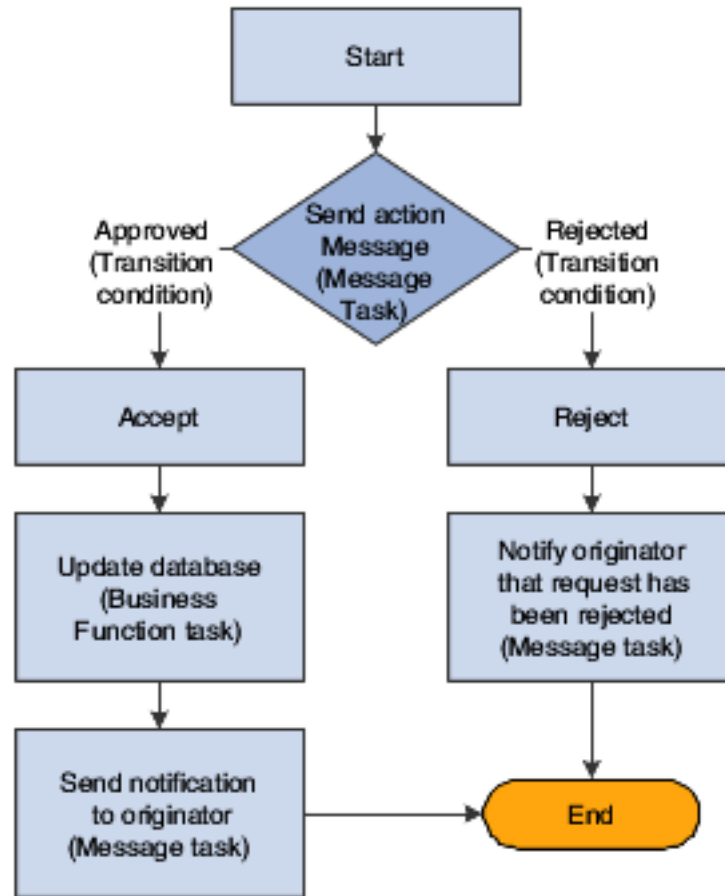 Start
Send action
Message
(Message
Task)
Approved
(Transition
condition)
Rejected
(Transition
condition)
Accept
Reject
Update database
(Business
Function task)
Notify originator
that request has
been rejected
(Message task)
Send notification
to originator
(Message task)
End